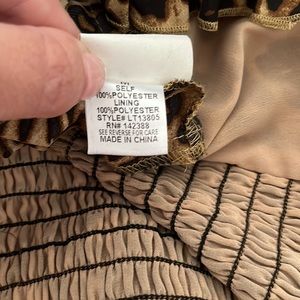 M
SELF
100%POLYESTER
LINING
100%POLYESTER
STYLE# LT13805
RN# 142388
SEE REVERSE FOR CARE
MADE IN CHINA